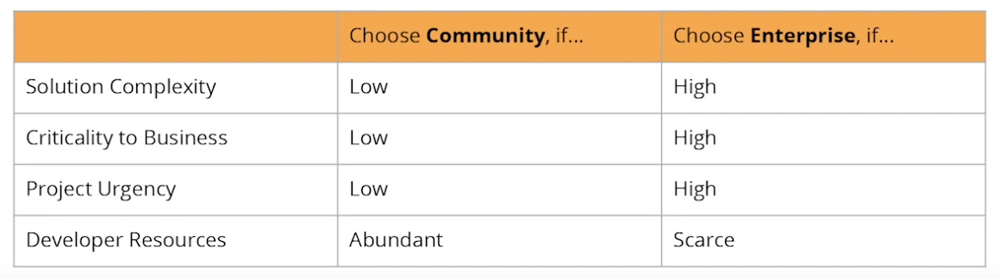 Choose Community, if... Choose Enterprise, if...
Solution Complexity Low High
Criticality to Business Low High
Project Urgency Low High
Developer Resources Abundant Scarce